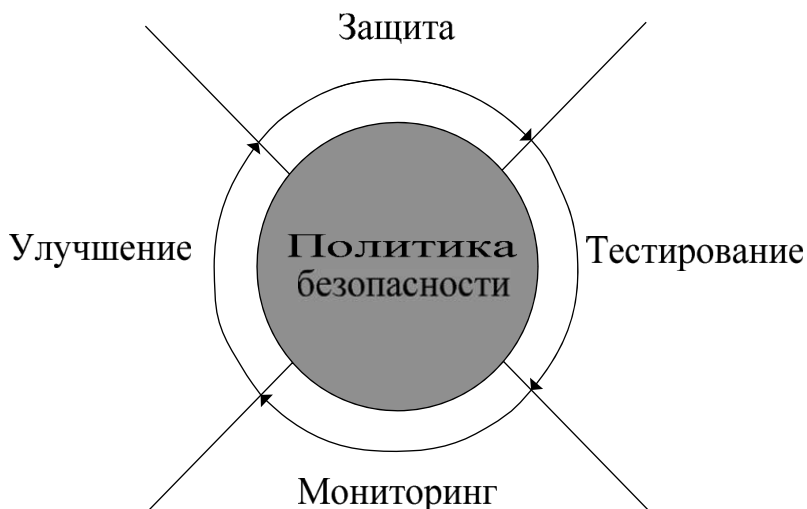 Защита
Улучшение
Политика
безопасности
Тестирование
Мониторинг